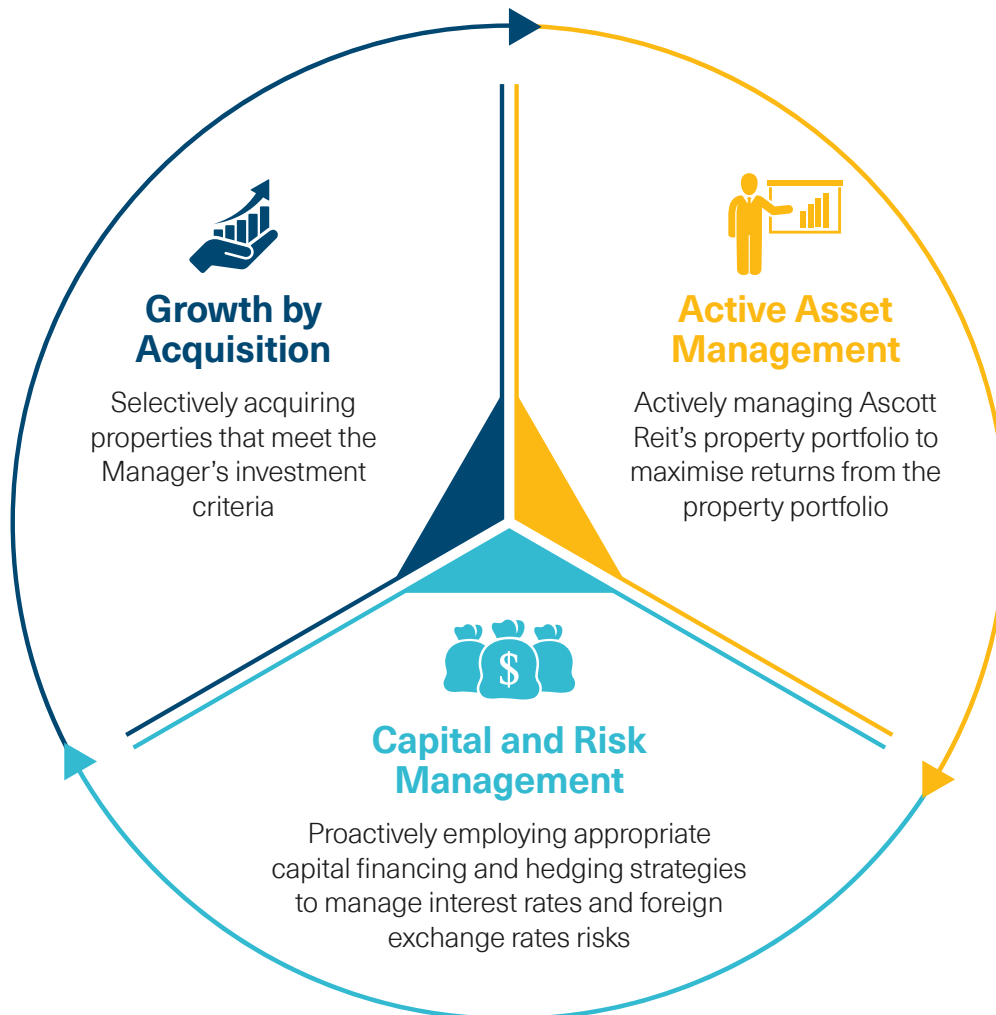 Growth by
Acquisition
Selectively acquiring
properties that meet the
Manager’s investment
criteria
Active Asset
Management
Actively managing Ascott
Reit’s property portfolio to
maximise returns from the
property portfolio
$
Capital and Risk
Management
Proactively employing appropriate
capital financing and hedging strategies
to manage interest rates and foreign
exchange rates risks